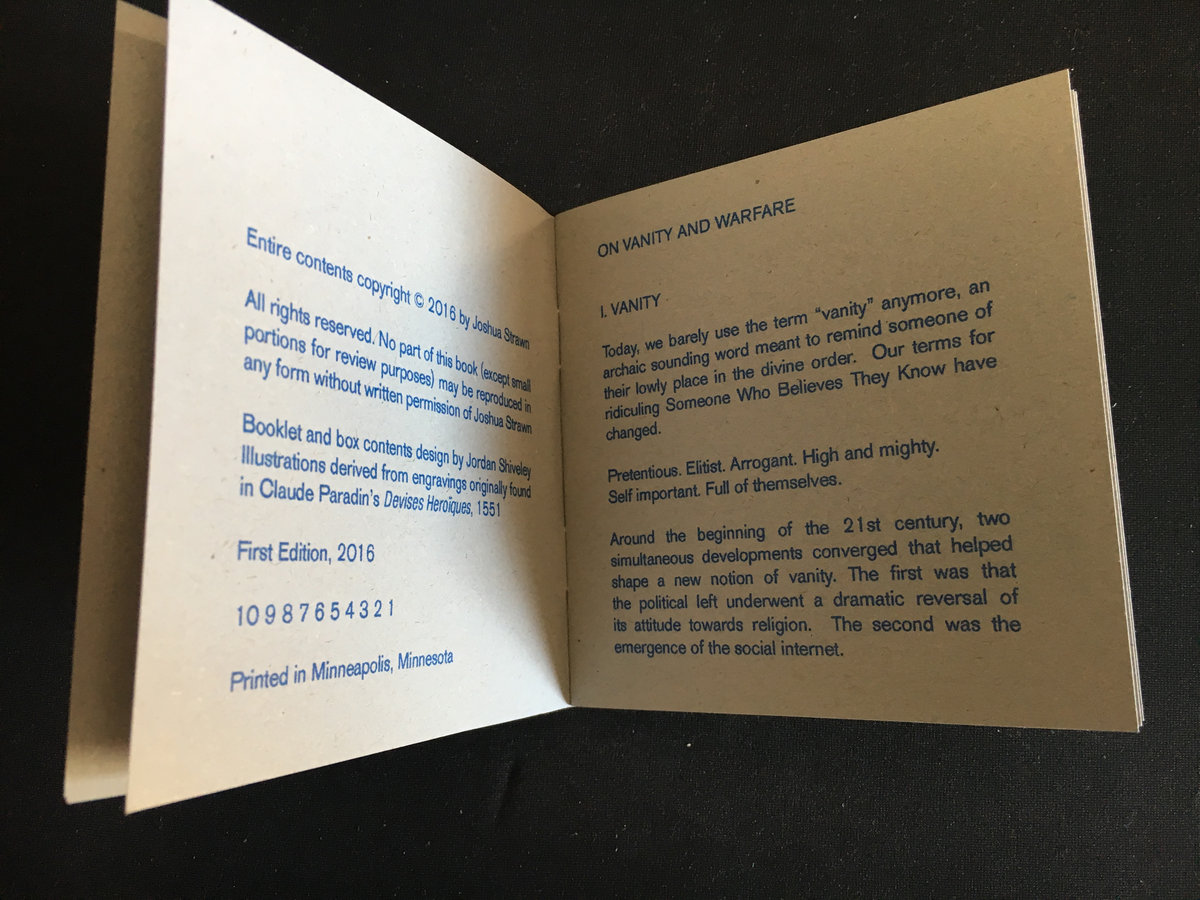 Entire contents copyright © 2016 by Joshua Strawn
All rights reserved. No part of this book (except small
portions for review purposes) may be reproduced in
any form without written permission of Joshua Strawn
Booklet and box contents design by Jordan Shiveley
Illustrations derived from engravings originally found
in Claude Paradin's Devises Heroïques, 1551
First Edition, 2016
10 9 8 7 6 5 4 3 2 1
Printed in Minneapolis, Minnesota
ON VANITY AND WARFARE
I. VANITY
Today, we barely use the term “vanity” anymore, an
archaic sounding word meant to remind someone of
their lowly place in the divine order. Our terms for
ridiculing Someone Who Believes They Know have
changed.
Pretentious. Elitist. Arrogant. High and mighty.
Self important. Full of themselves.
Around the beginning of the 21st century, two
simultaneous developments converged that helped
shape a new notion of vanity. The first was that
the political left underwent a dramatic reversal of
its attitude towards religion. The second was the
emergence of the social internet.